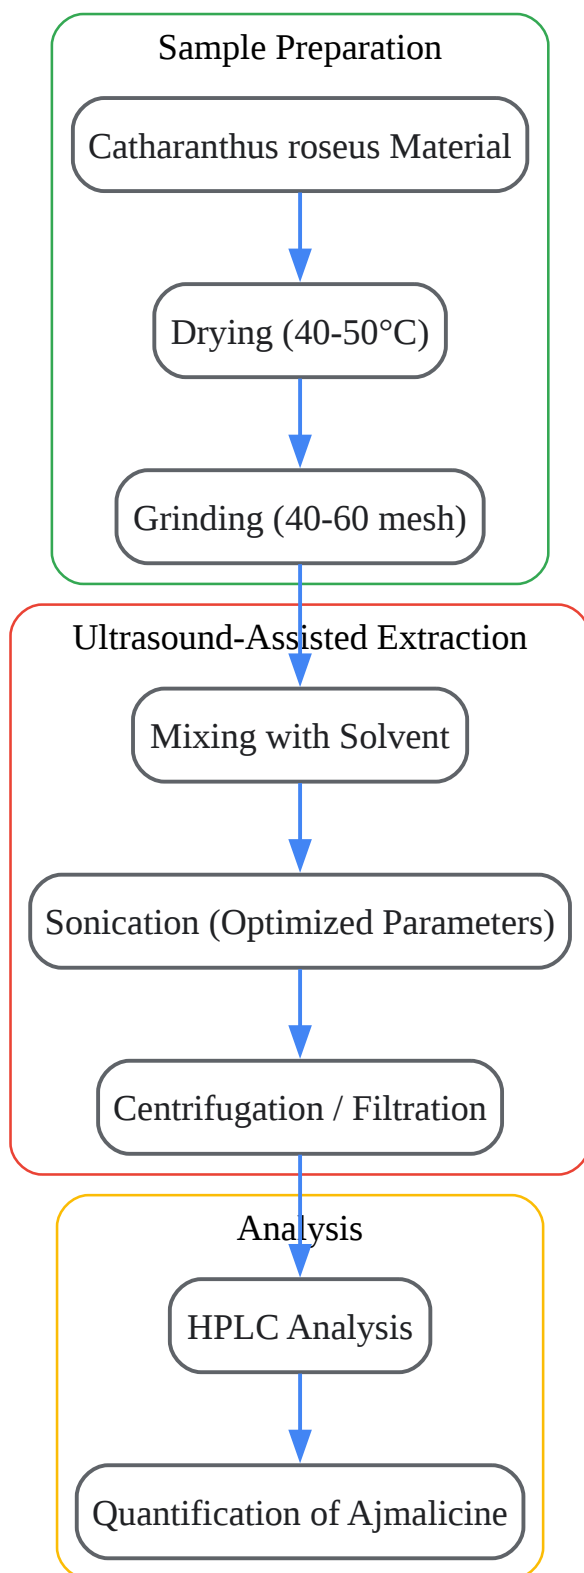 Sample Preparation
Catharanthus roseus Material
Drying (40-50°C)
Grinding (40-60 mesh)
Ultrasound-Assisted Extraction
Mixing with Solvent
Sonication (Optimized Parameters)
Centrifugation / Filtration
Analysis
HPLC Analysis
Quantification of Ajmalicine